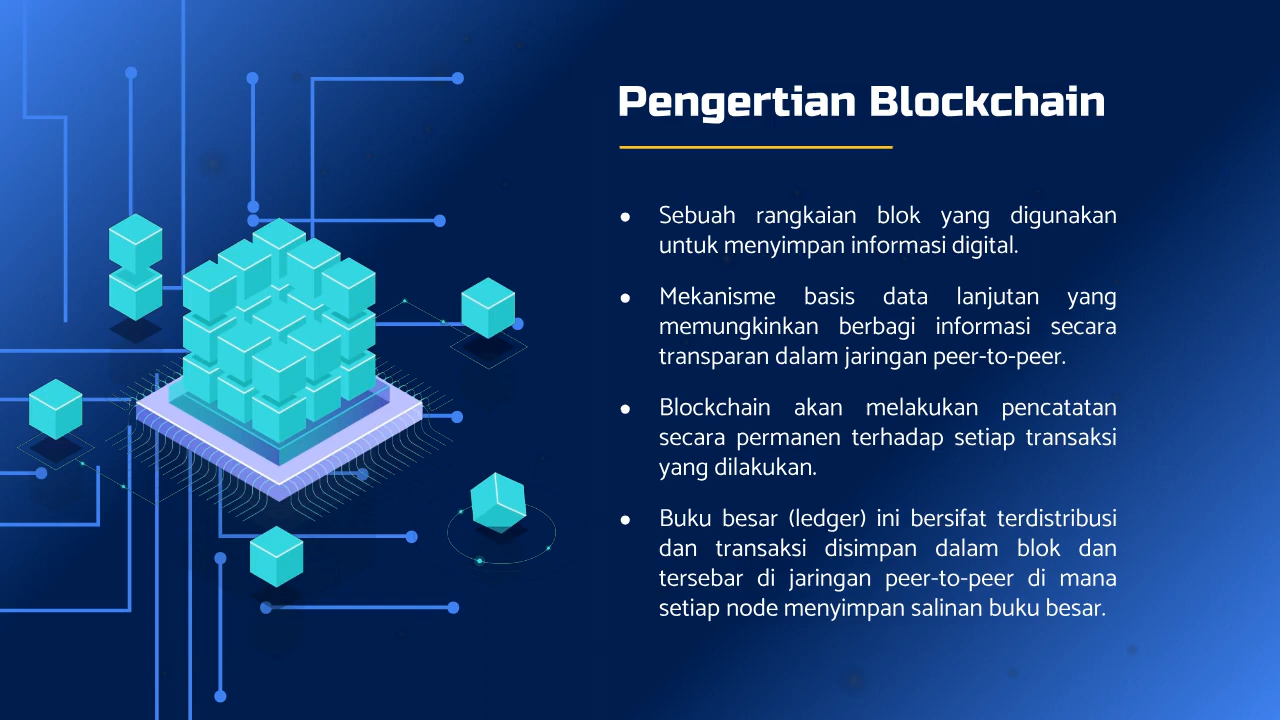 Pengertian Blockchain
● Sebuah rangkaian blok yang digunakan
untuk menyimpan informasi digital.
● Mekanisme basis data lanjutan yang
memungkinkan berbagi informasi secara
transparan dalam jaringan peer-to-peer.
● Blockchain akan melakukan pencatatan
secara permanen terhadap setiap transaksi
yang dilakukan.
● Buku besar (ledger) ini bersifat terdistribusi
dan transaksi disimpan dalam blok dan
tersebar di jaringan peer-to-peer di mana
setiap node menyimpan salinan buku besar.